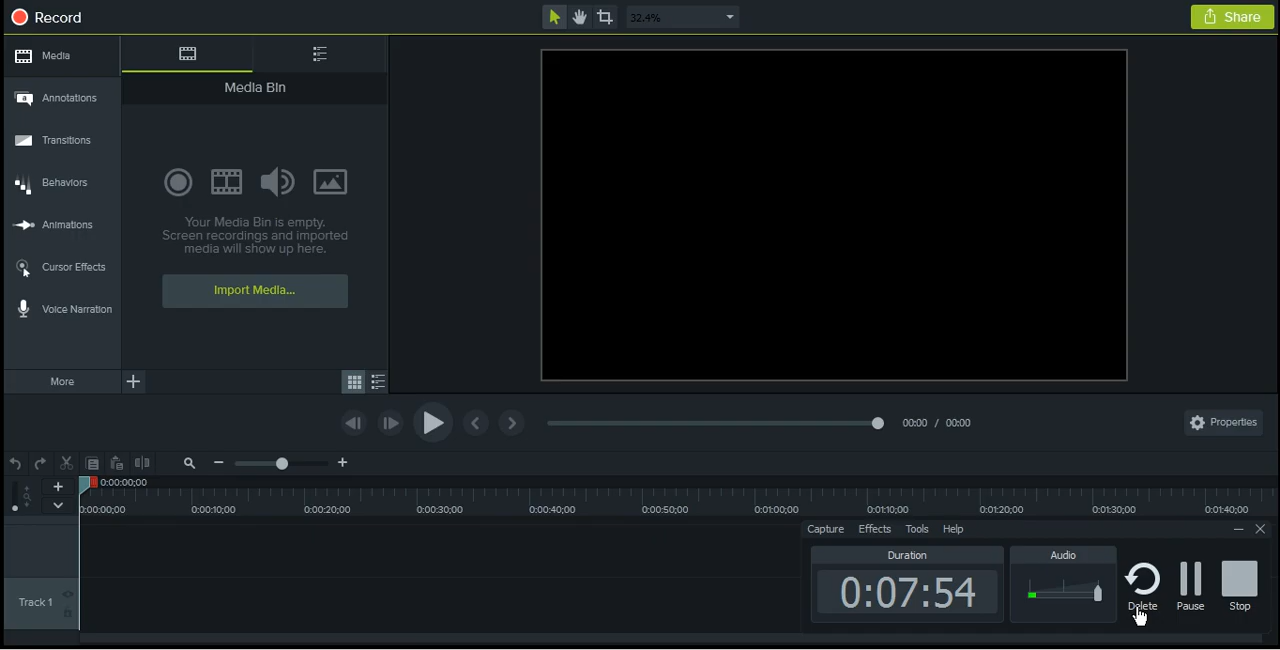 Record
32.4%
Share
Media
Annotations
Transitions
Behaviors
Animations
Cursor Effects
Voice Narration
More
Media Bin
Your Media Bin is empty.
Screen recordings and imported
media will show up here.
Import Media...
00:00 / 00:00
Properties
0:00:00;00
0:00:00;00 0:00:10;00 0:00:20;00 0:00:30;00 0:00:40;00 0:00:50;00 0:01:00;00 0:01:10;00 0:01:20;00 0:01:30;00 0:01:40;00
Track 1
Capture Effects Tools Help
Duration
0:07:54
Audio
Delete
Pause
Stop